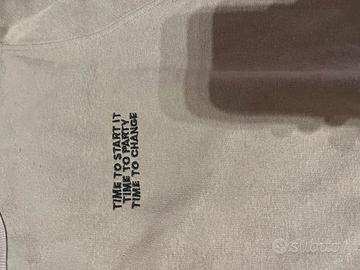 TIME TO START IT
TIME TO PARTY
TIME TO CHANGE
subito